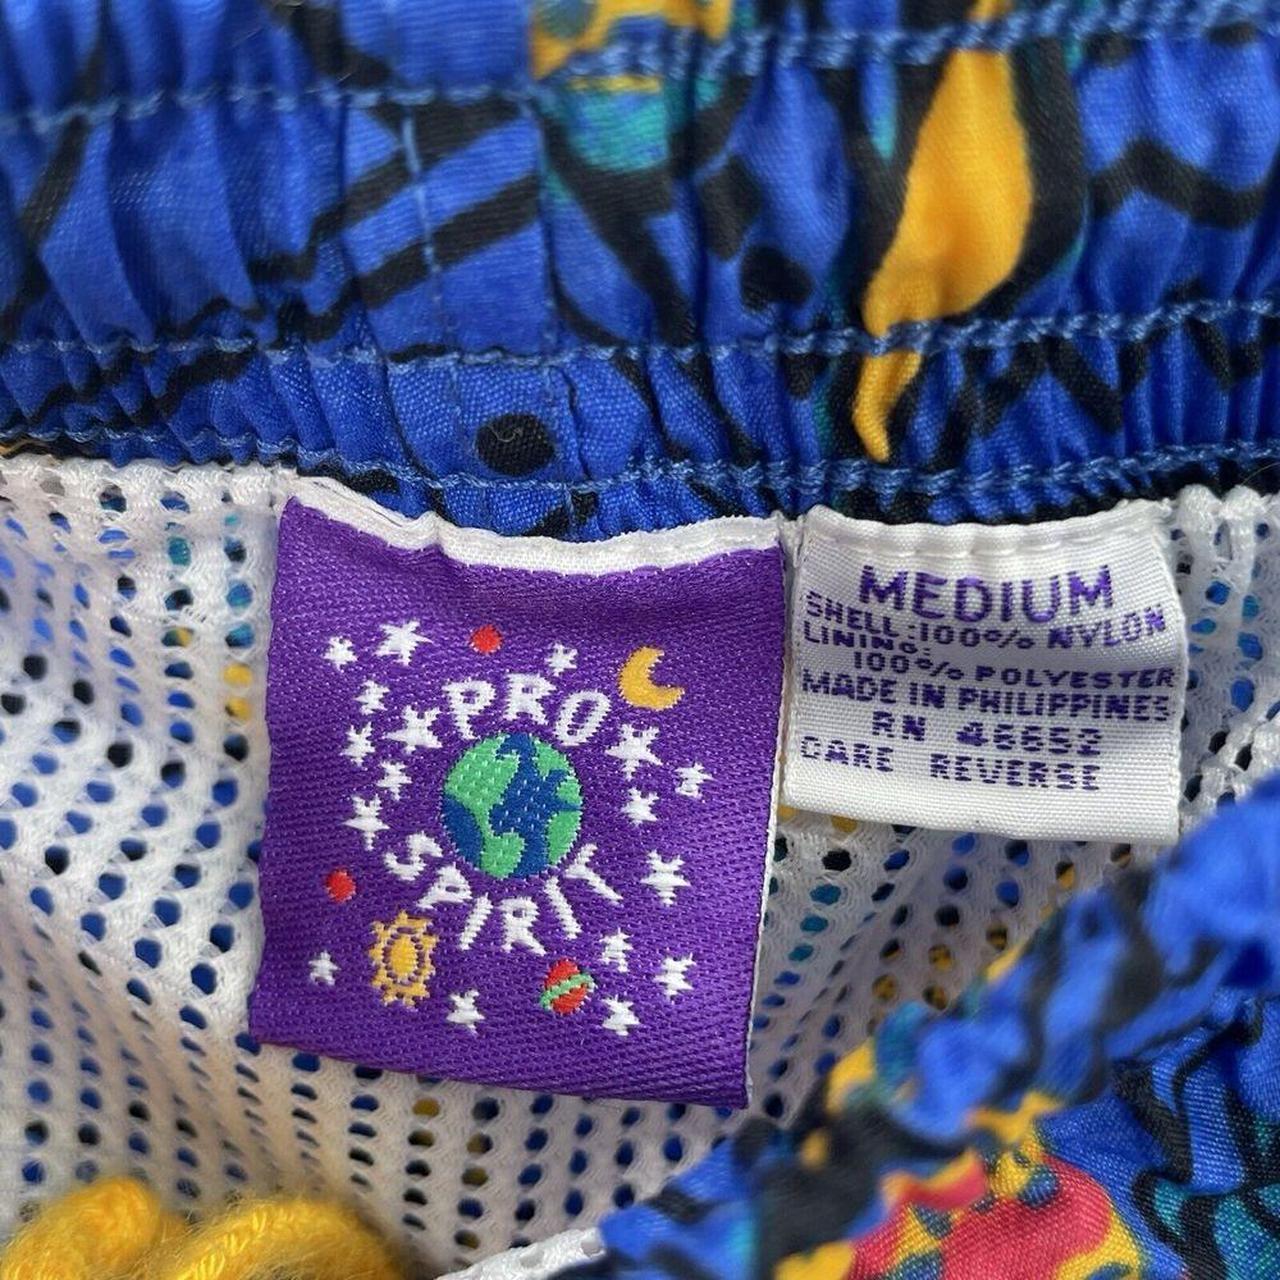 PRO
SPIRIT
MEDIUM
SHELL:100% NYLON
LINING:
100% POLYESTER
MADE IN PHILIPPINES
RN 46652
CARE REVERSE